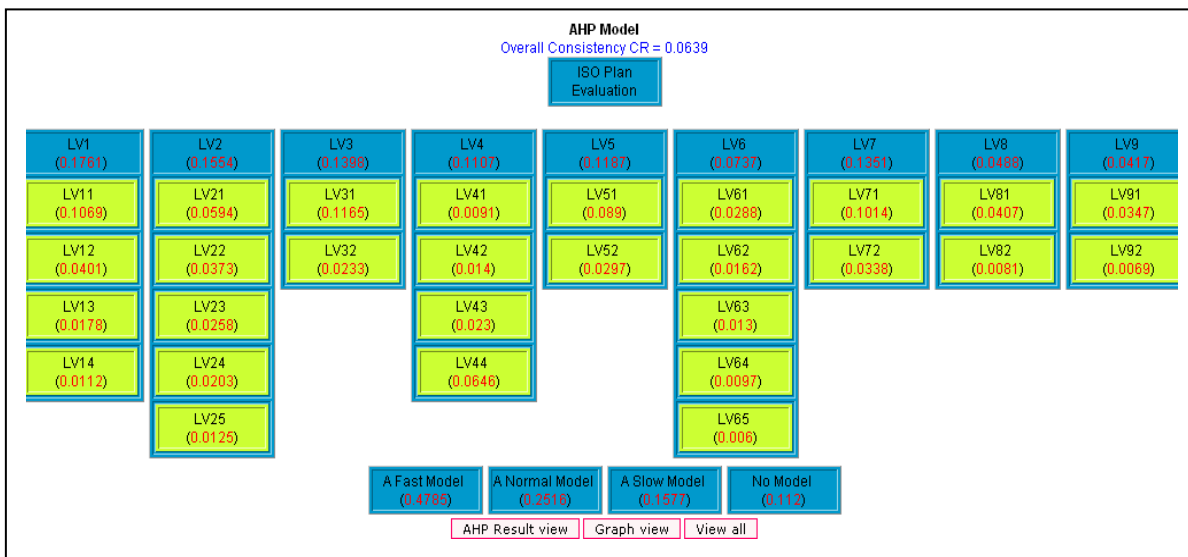 AHP Model
Overall Consistency CR = 0.0639
ISO Plan
Evaluation
LV1 LV2 LV3 LV4 LV5 LV6 LV7 LV8 LV9
(0.1761) (0.1554) (0.1398) (0.1107) (0.1187) (0.0737) (0.1351) (0.0488) (0.0417)
LV11 LV21 LV31 LV41 LV51 LV61 LV71 LV81 LV91
(0.1069) (0.0594) (0.1165) (0.0091) (0.089) (0.0288) (0.1014) (0.0407) (0.0347)
LV12 LV22 LV32 LV42 LV52 LV62 LV72 LV82 LV92
(0.0401) (0.0373) (0.0233) (0.014) (0.0297) (0.0162) (0.0338) (0.0081) (0.0069)
LV13 LV23 LV43 LV63
(0.0178) (0.0258) (0.023) (0.013)
LV14 LV24 LV44 LV64
(0.0112) (0.0203) (0.0646) (0.0097)
LV25 LV65
(0.0125) (0.006)
A Fast Model A Normal Model A Slow Model No Model
(0.4785) (0.2516) (0.1577) (0.112)
AHP Result view Graph view View all